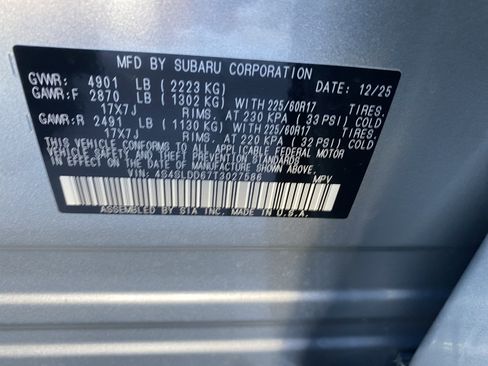 MFD BY SUBARU CORPORATION
GVWR: 4901 LB (2223 KG) DATE: 12/25
GAWR:F 2870 LB (1302 KG) WITH 225/60R17 TIRES.
17X7J RIMS. AT 230 KPA (33 PSI) COLD
GAWR:R 2491 LB (1130 KG) WITH 225/60R17 TIRES.
17X7J RIMS. AT 220 KPA (32 PSI) COLD
THIS VEHICLE CONFORMS TO ALL APPLICABLE FEDERAL MOTOR
VEHICLE SAFETY, BUMPER, AND THEFT PREVENTION
STANDARDS IN EFFECT ON THE DATE OF MANUFACTURE SHOWN ABOVE.
VIN: 4S4SLDD67T3027566 MPV
ASSEMBLED BY SIA INC. MADE IN U.S.A.